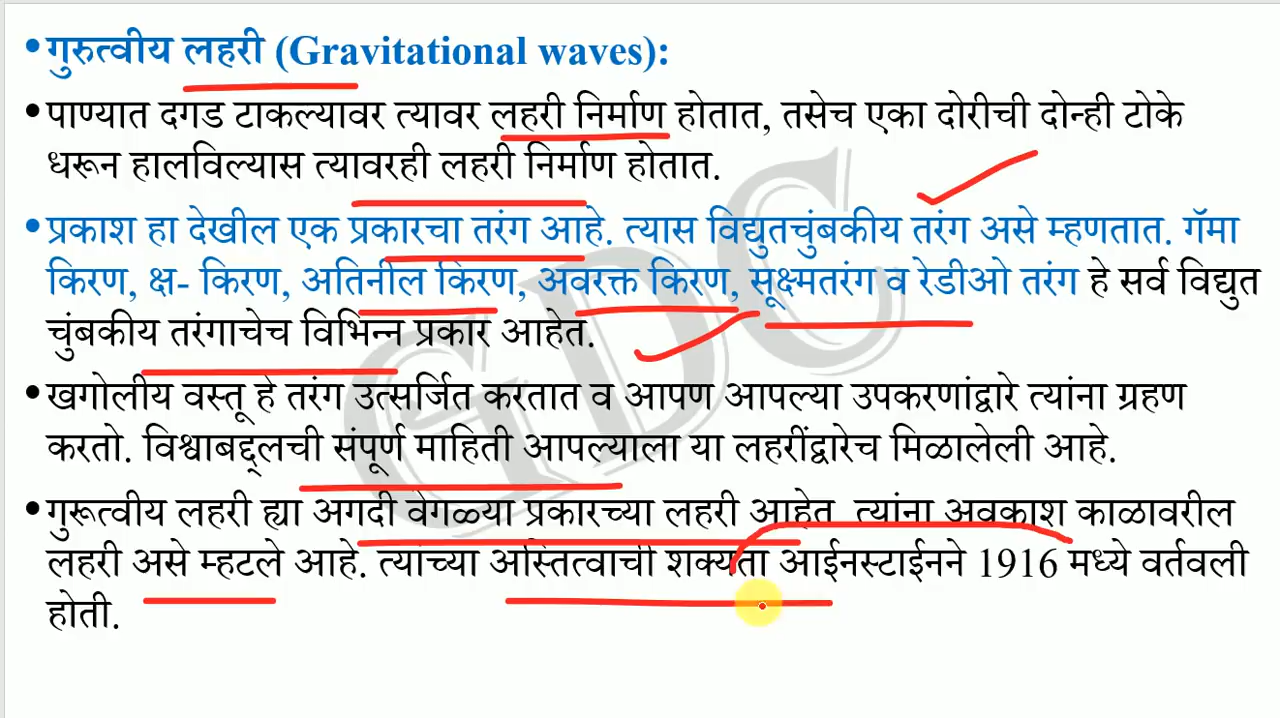 • गुरुत्वीय लहरी (Gravitational waves):
• पाण्यात दगड टाकल्यावर त्यावर लहरी निर्माण होतात, तसेच एका दोरीची दोन्ही टोके
धरून हालविल्यास त्यावरही लहरी निर्माण होतात.
• प्रकाश हा देखील एक प्रकारचा तरंग आहे. त्यास विद्युतचुंबकीय तरंग असे म्हणतात. गॅमा
किरण, क्ष- किरण, अतिनील किरण, अवरक्त किरण, सूक्ष्मतरंग व रेडीओ तरंग हे सर्व विद्युत
चुंबकीय तरंगाचेच विभिन्न प्रकार आहेत.
• खगोलीय वस्तू हे तरंग उत्सर्जित करतात व आपण आपल्या उपकरणांद्वारे त्यांना ग्रहण
करतो. विश्वाबद्द्लची संपूर्ण माहिती आपल्याला या लहरींद्वारेच मिळालेली आहे.
• गुरूत्वीय लहरी ह्या अगदी वेगळ्या प्रकारच्या लहरी आहेत त्यांना अवकाश काळावरील
लहरी असे म्हटले आहे. त्यांच्या अस्तित्वाची शक्यता आईनस्टाईनने 1916 मध्ये वर्तवली
होती.
GDC